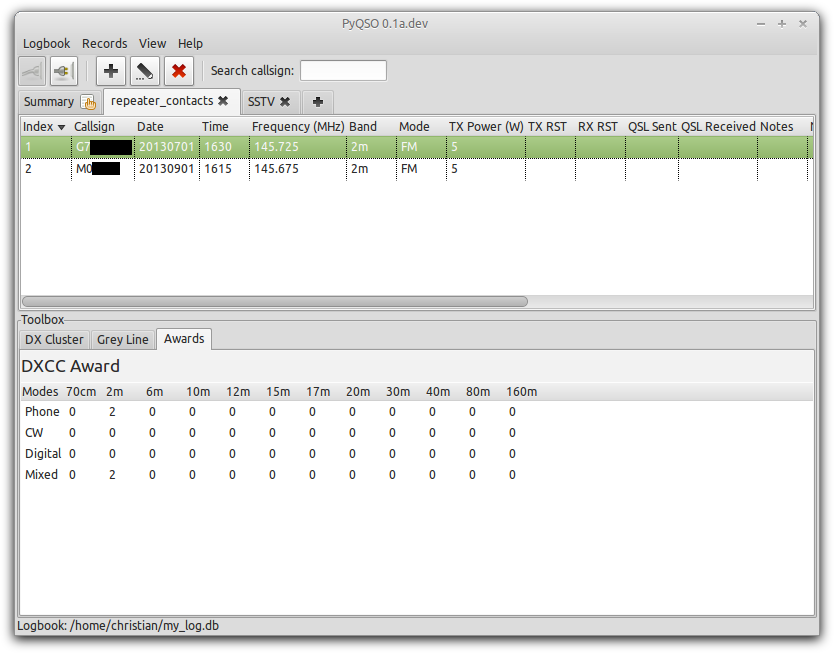 PyQSO 0.1a.dev
Logbook Records View Help
Search callsign:
Summary repeater_contacts SSTV
Index Callsign Date Time Frequency (MHz) Band Mode TX Power (W) TX RST RX RST QSL Sent QSL Received Notes
1 G7 20130701 1630 145.725 2m FM 5
2 M0 20130901 1615 145.675 2m FM 5
Toolbox
DX Cluster Grey Line Awards
DXCC Award
Modes 70cm 2m 6m 10m 12m 15m 17m 20m 30m 40m 80m 160m
Phone 0 2 0 0 0 0 0 0 0 0 0 0
CW 0 0 0 0 0 0 0 0 0 0 0 0
Digital 0 0 0 0 0 0 0 0 0 0 0 0
Mixed 0 2 0 0 0 0 0 0 0 0 0 0
Logbook: /home/christian/my_log.db